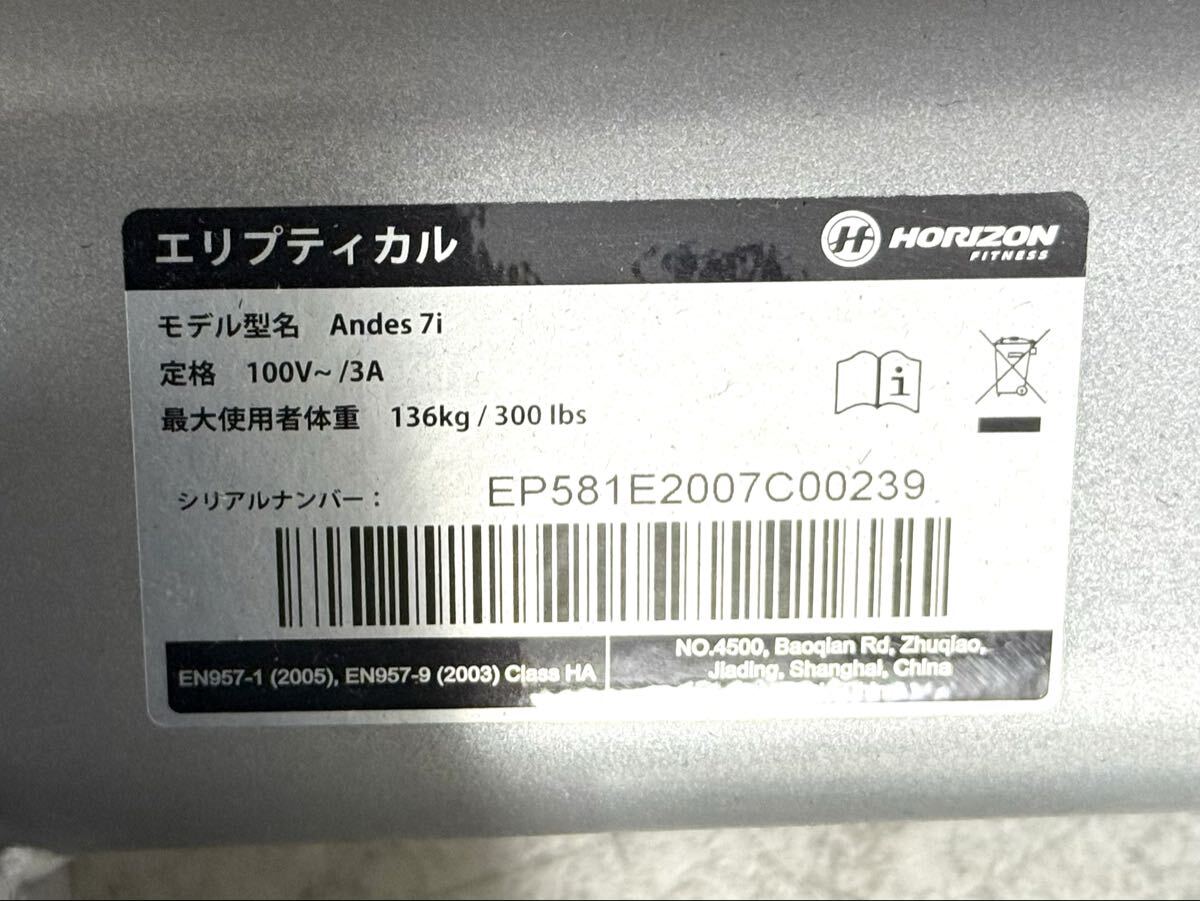 エリプティカル
HORIZON
FITNESS
モデル型名 Andes 7i
定格 100V~ /3A
最大使用者体重 136kg / 300 lbs
i
シリアルナンバー： EP581E2007C00239
EN957-1 (2005), EN957-9 (2003) Class HA
NO.4500, Baoqian Rd, Zhuqiao,
Jiading, Shanghai, China